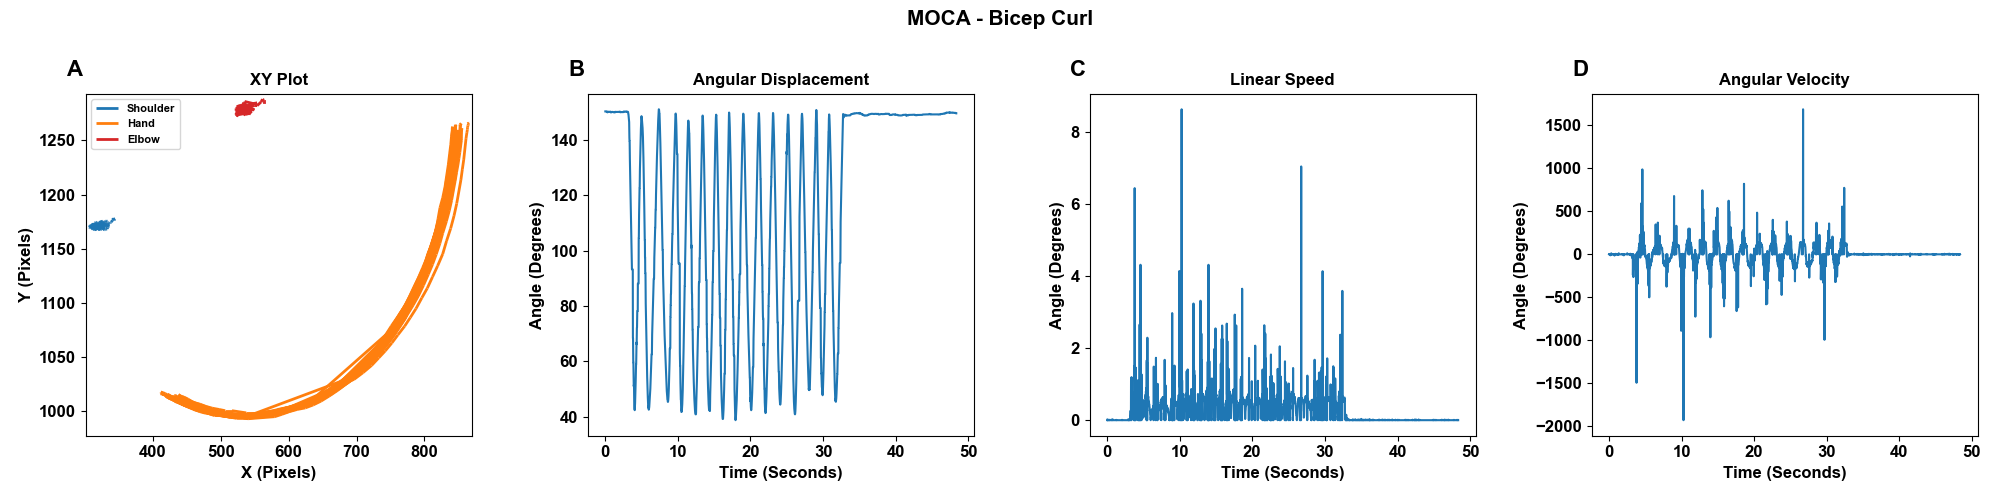 MOCA - Bicep Curl
A
XY Plot
Shoulder
Hand
Elbow
1250
1200
1150
1100
1050
1000
Y (Pixels)
400
500
600
700
800
X (Pixels)
B
Angular Displacement
140
120
100
80
60
40
Angle (Degrees)
0
10
20
30
40
50
Time (Seconds)
C
Linear Speed
8
6
4
2
0
Angle (Degrees)
0
10
20
30
40
50
Time (Seconds)
D
Angular Velocity
1500
1000
500
0
−500
−1000
−1500
−2000
Angle (Degrees)
0
10
20
30
40
50
Time (Seconds)